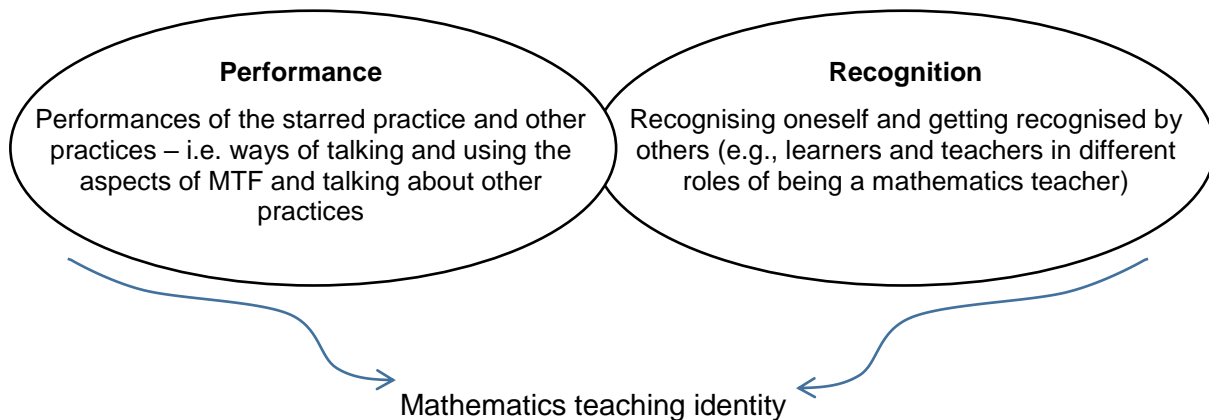 Performance
Performances of the starred practice and other
practices – i.e. ways of talking and using the
aspects of MTF and talking about other
practices
Recognition
Recognising oneself and getting recognised by
others (e.g., learners and teachers in different
roles of being a mathematics teacher)
Mathematics teaching identity